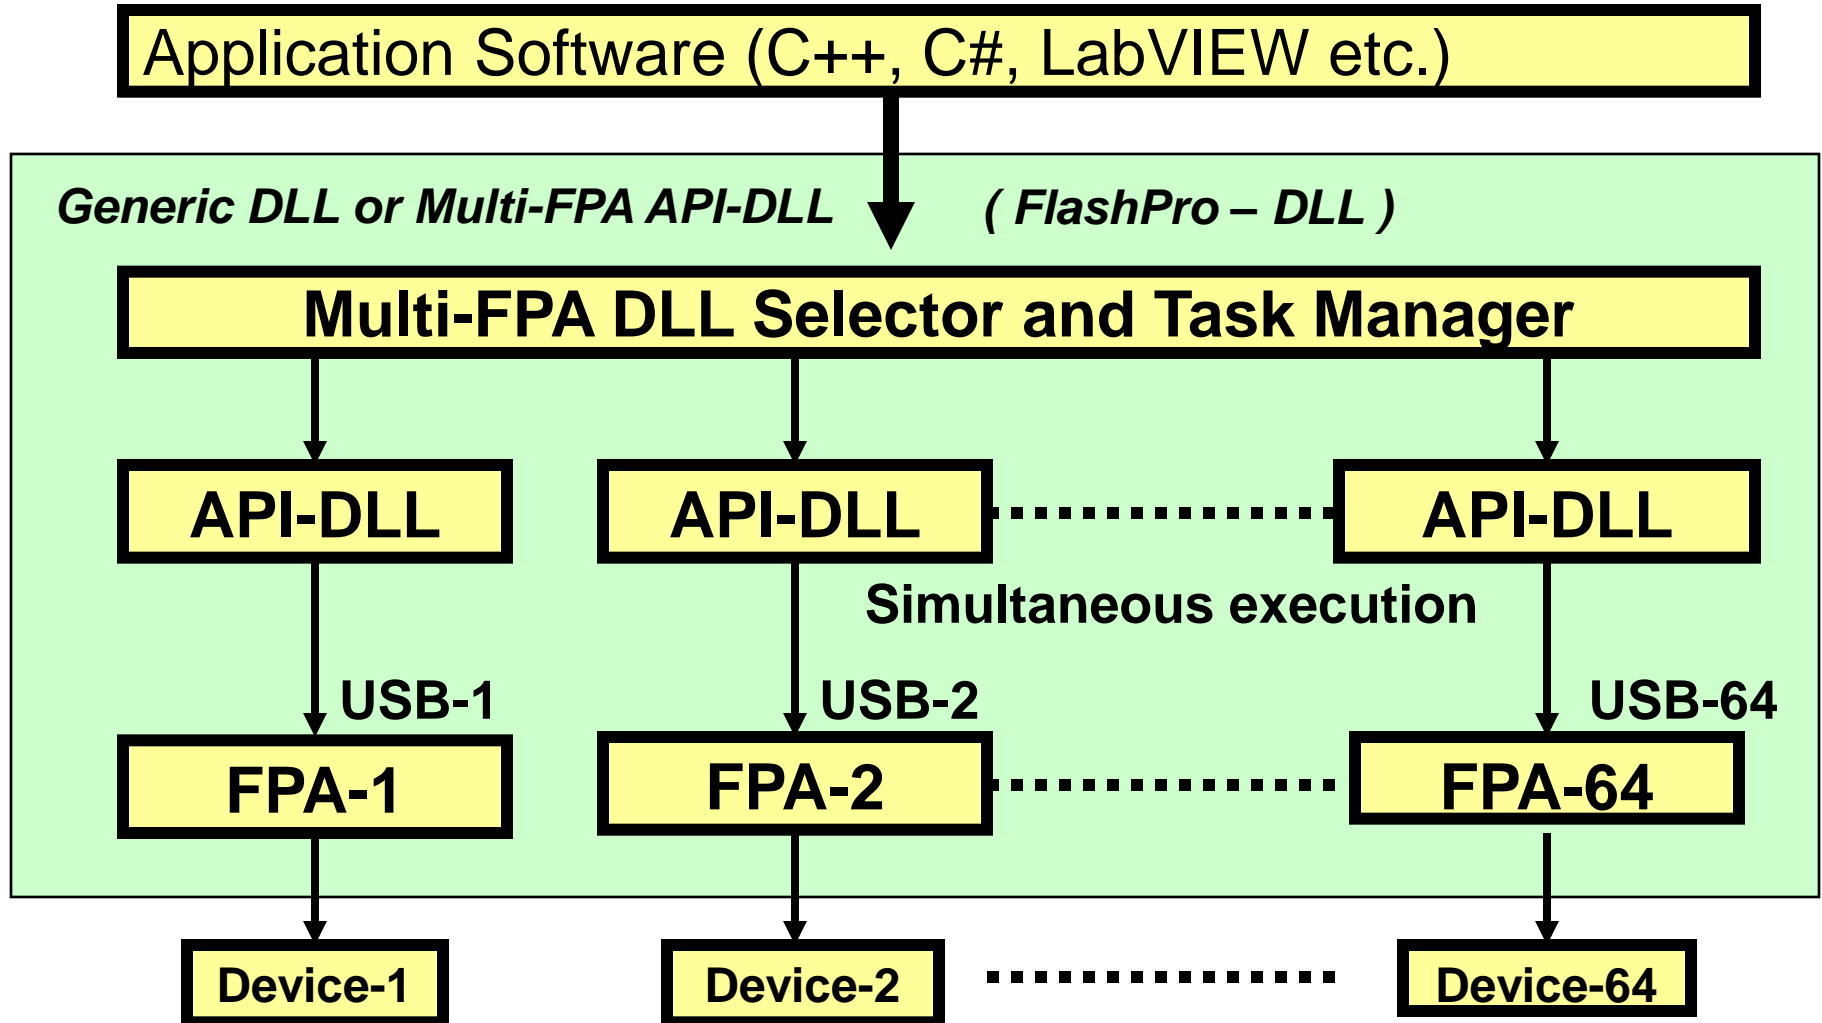 Application Software (C++, C#, LabVIEW etc.)
Generic DLL or Multi-FPA API-DLL ( FlashPro – DLL )
Multi-FPA DLL Selector and Task Manager
API-DLL API-DLL API-DLL
Simultaneous execution
USB-1 USB-2 USB-64
FPA-1 FPA-2 FPA-64
Device-1 Device-2 Device-64